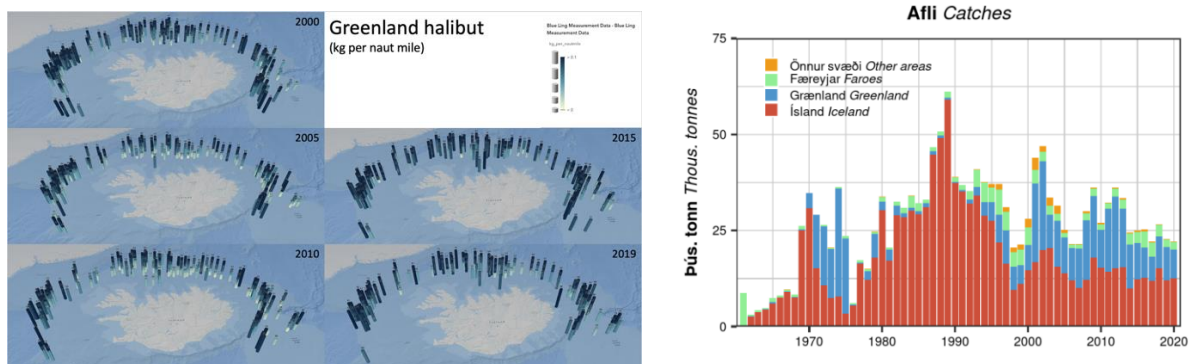 2000
Greenland halibut
(kg per naut mile)
Blue Ling Measurement Data - Blue Ling
Measurement Data
kg_per_nautmile
2005
2015
2010
2019
Afli Catches
Þús. tonn Thous. tonnes
75
50
25
0
Önnur svæði Other areas
Færeyjar Faroes
Grænland Greenland
Ísland Iceland
1970
1980
1990
2000
2010
2020